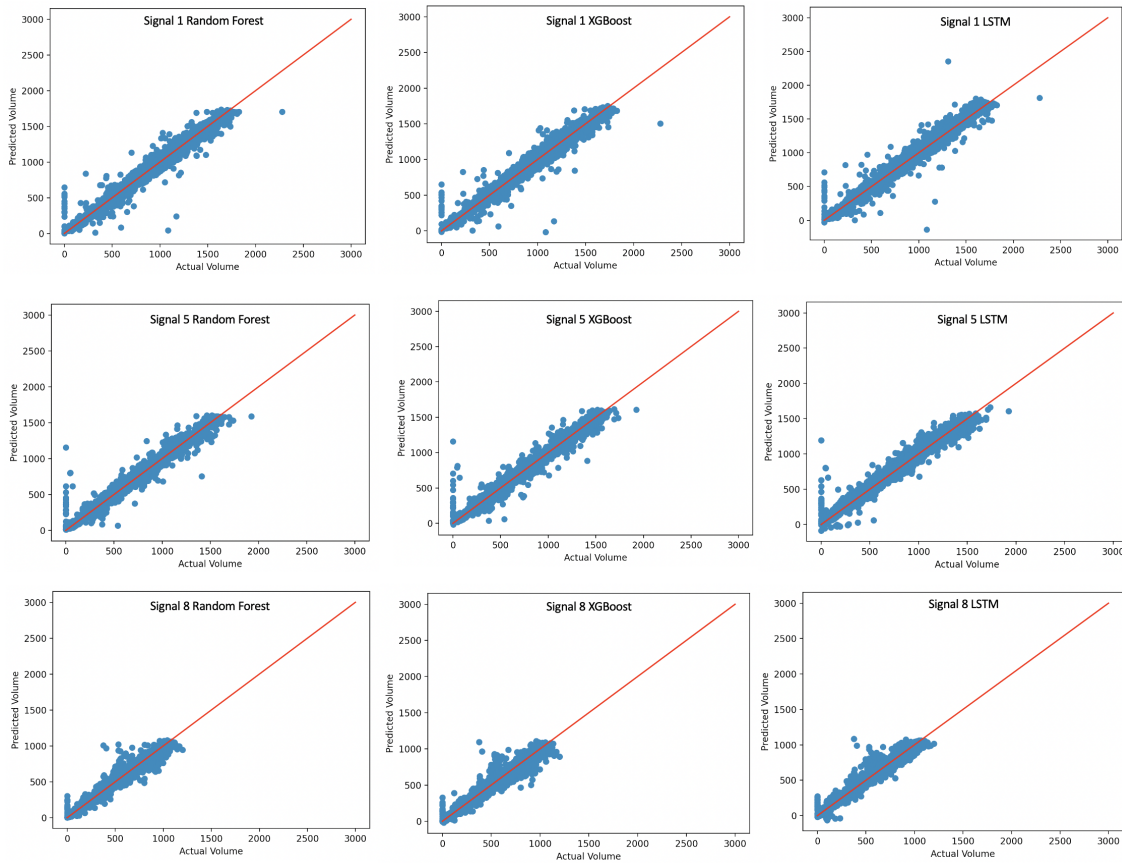 Signal 1 Random Forest
Predicted Volume
3000
2500
2000
1500
1000
500
0
0 500 1000 1500 2000 2500 3000
Actual Volume
Signal 1 XGBoost
Predicted Volume
3000
2500
2000
1500
1000
500
0
0 500 1000 1500 2000 2500 3000
Actual Volume
Signal 1 LSTM
Predicted Volume
3000
2500
2000
1500
1000
500
0
0 500 1000 1500 2000 2500 3000
Actual Volume
Signal 5 Random Forest
Predicted Volume
3000
2500
2000
1500
1000
500
0
0 500 1000 1500 2000 2500 3000
Actual Volume
Signal 5 XGBoost
Predicted Volume
3000
2500
2000
1500
1000
500
0
0 500 1000 1500 2000 2500 3000
Actual Volume
Signal 5 LSTM
Predicted Volume
3000
2500
2000
1500
1000
500
0
0 500 1000 1500 2000 2500 3000
Actual Volume
Signal 8 Random Forest
Predicted Volume
3000
2500
2000
1500
1000
500
0
0 500 1000 1500 2000 2500 3000
Actual Volume
Signal 8 XGBoost
Predicted Volume
3000
2500
2000
1500
1000
500
0
0 500 1000 1500 2000 2500 3000
Actual Volume
Signal 8 LSTM
Predicted Volume
3000
2500
2000
1500
1000
500
0
0 500 1000 1500 2000 2500 3000
Actual Volume